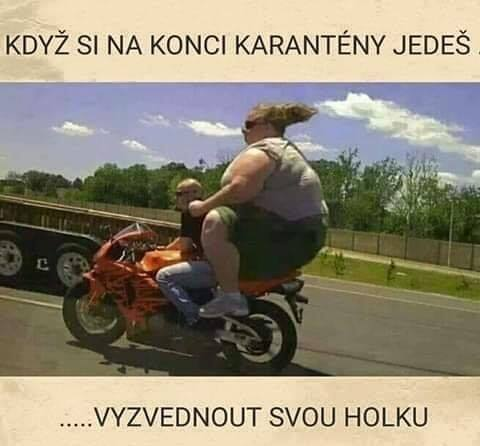 KDYŽ SI NA KONCI KARANTÉNY JEDEŠ .
.....VYZVEDNOUT SVOU HOLKU